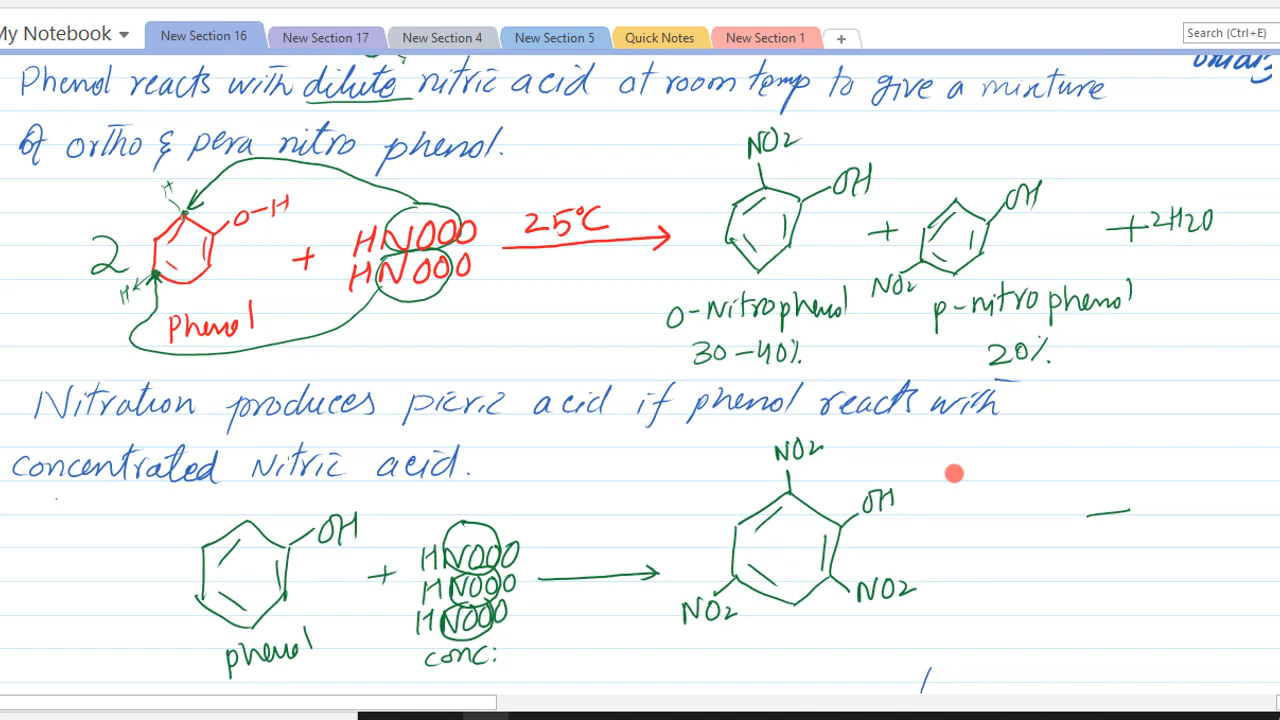 My Notebook
New Section 16 New Section 17 New Section 4 New Section 5 Quick Notes New Section 1 +
Search (Ctrl+E)
Phenol reacts with dilute nitric acid at room temp to give a mixture
of ortho & pera nitro phenol.
NO2
H O-H OH OH
2 + HNOOO 25°C + +2H2O
HNOOO
H NO2
Phenol O-Nitrophenol p-nitrophenol
30-40% 20%
Nitration produces picric acid if phenol reacts with
concentrated Nitric acid.
NO2
OH OH
+ HNOOO
HNOOO NO2
HNOOO NO2
phenol conc: